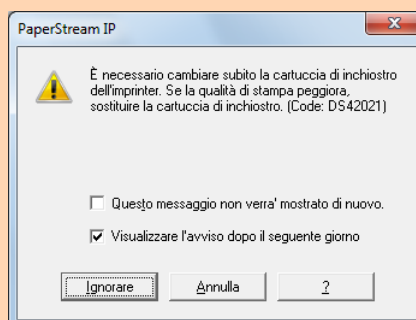 PaperStream IP
È necessario cambiare subito la cartuccia di inchiostro
dell'imprinter. Se la qualità di stampa peggiora,
sostituire la cartuccia di inchiostro. (Code: DS42021)
Questo messaggio non verra' mostrato di nuovo.
Visualizzare l'avviso dopo il seguente giorno
Ignorare
Annulla
?